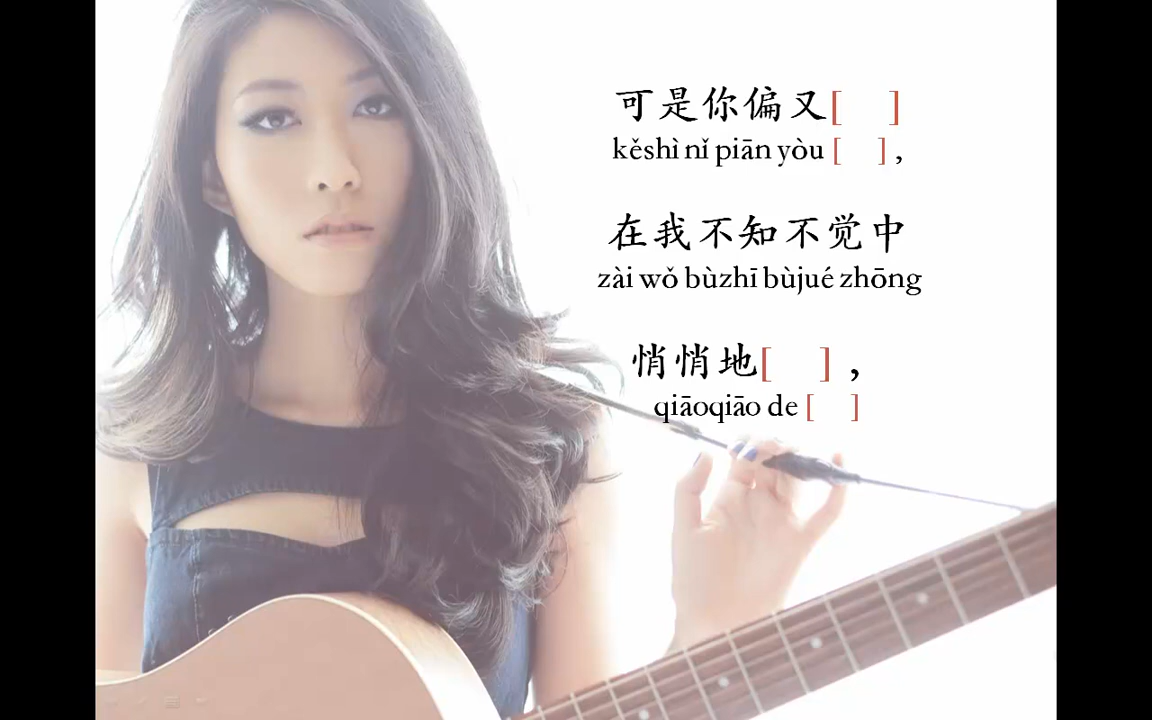 可是你偏又[ ]
kěshì nǐ piān yòu [ ] ,
在我不知不觉中
zài wǒ bùzhī bùjué zhōng
悄悄地[ ] ,
qiāoqiāo de [ ]